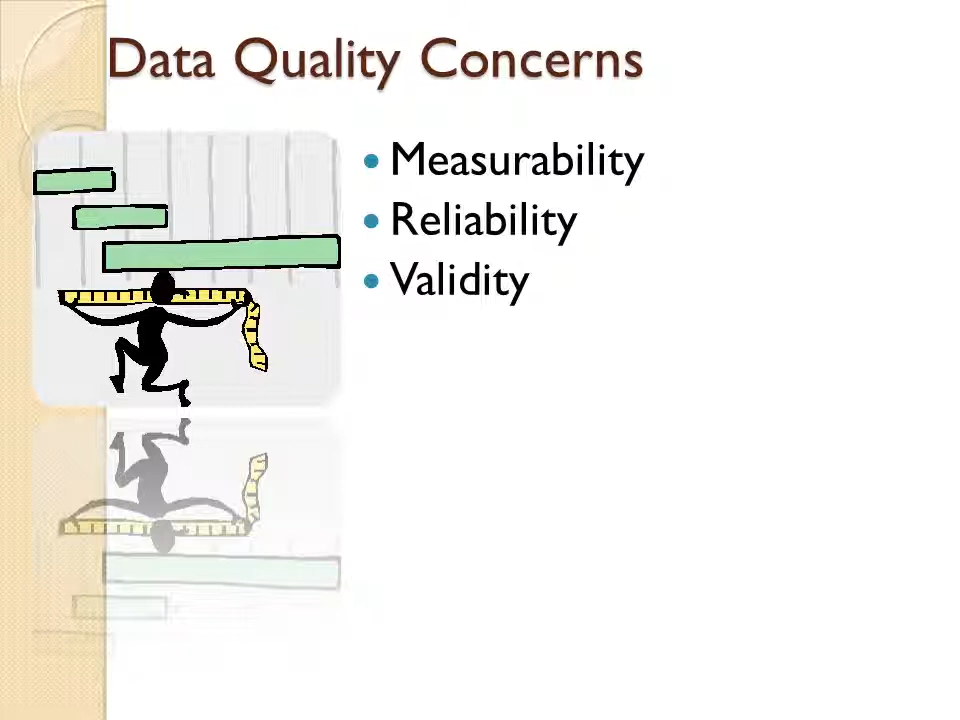 Data Quality Concerns
• Measurability
• Reliability
• Validity